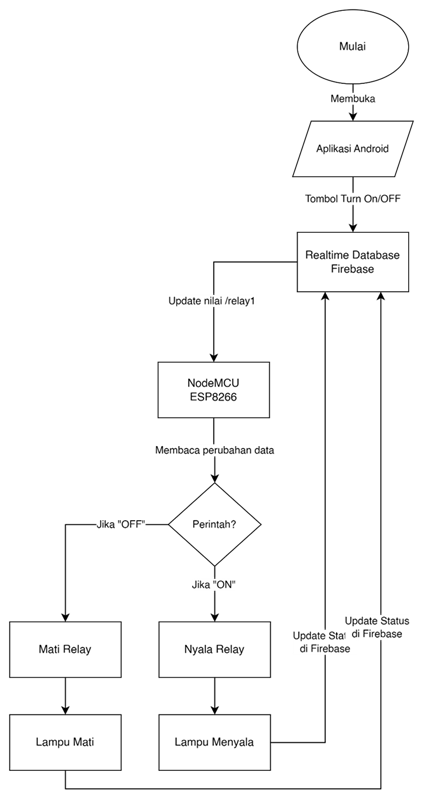 Mulai
Membuka
Aplikasi Android
Tombol Turn On/OFF
Realtime Database
Firebase
Update nilai /relay1
NodeMCU
ESP8266
Membaca perubahan data
Perintah?
Jika "OFF"
Jika "ON"
Mati Relay
Nyala Relay
Update Stat
di Firebase
Update Status
di Firebase
Lampu Mati
Lampu Menyala